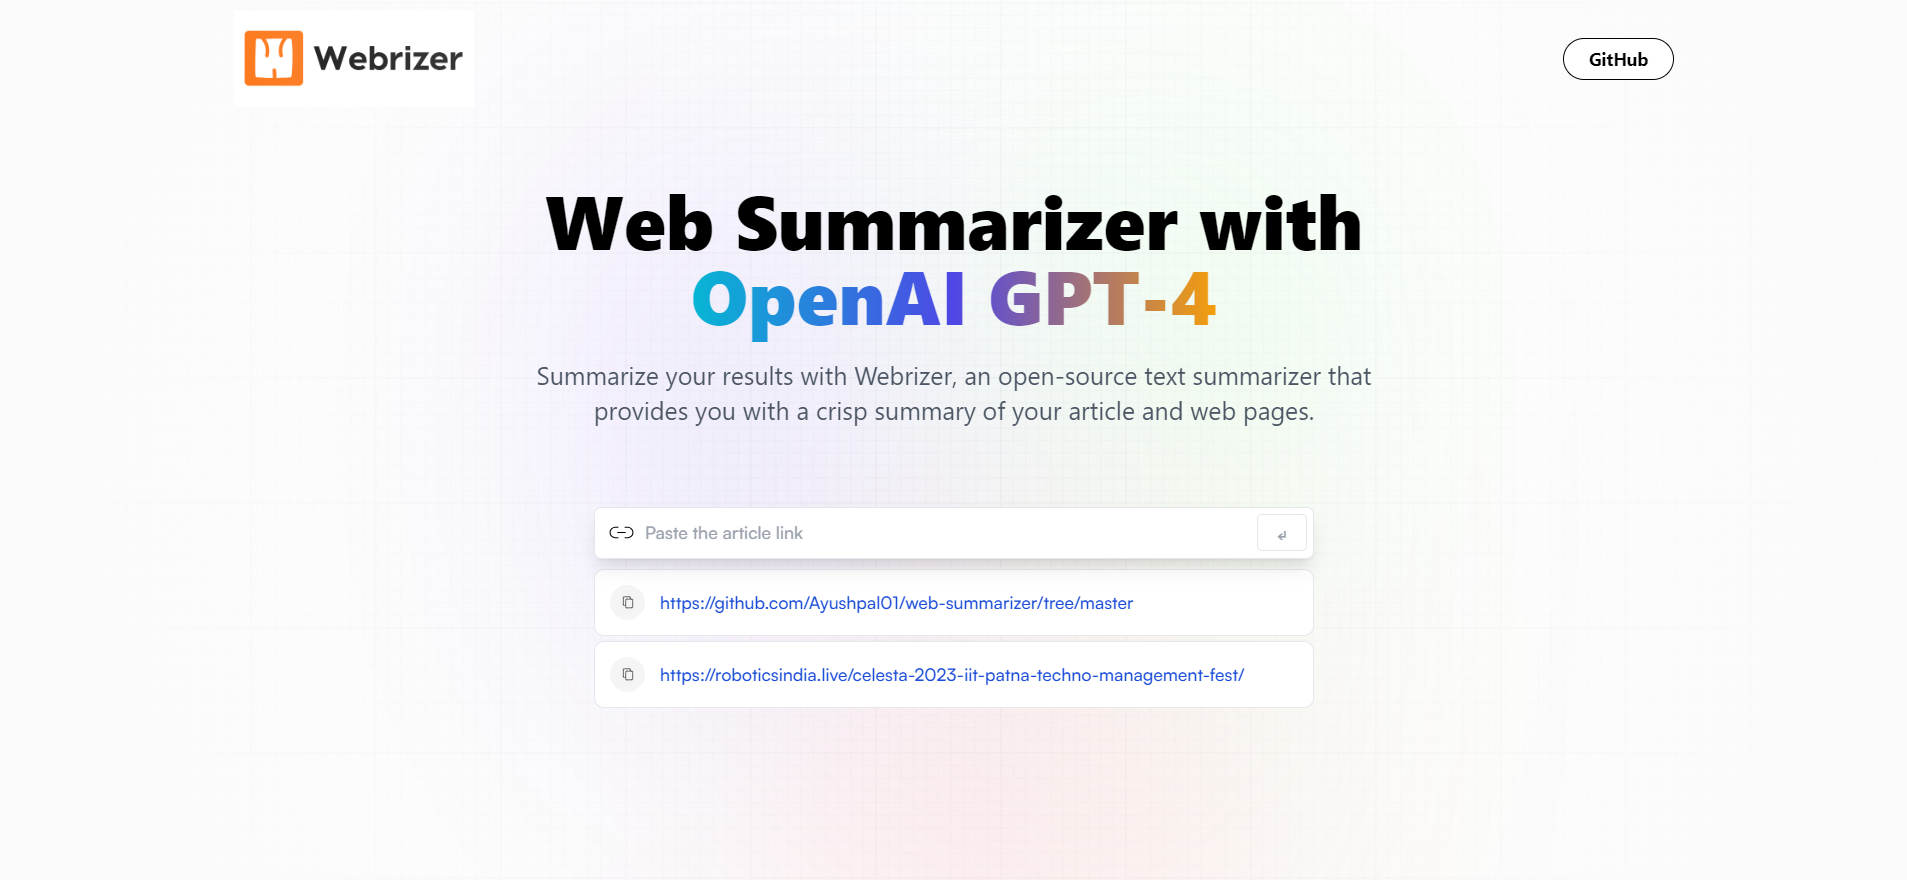 Webrizer
GitHub
Web Summarizer with
OpenAI GPT-4
Summarize your results with Webrizer, an open-source text summarizer that
provides you with a crisp summary of your article and web pages.
Paste the article link
https://github.com/Ayushpal01/web-summarizer/tree/master
https://roboticsindia.live/celesta-2023-iit-patna-techno-management-fest/